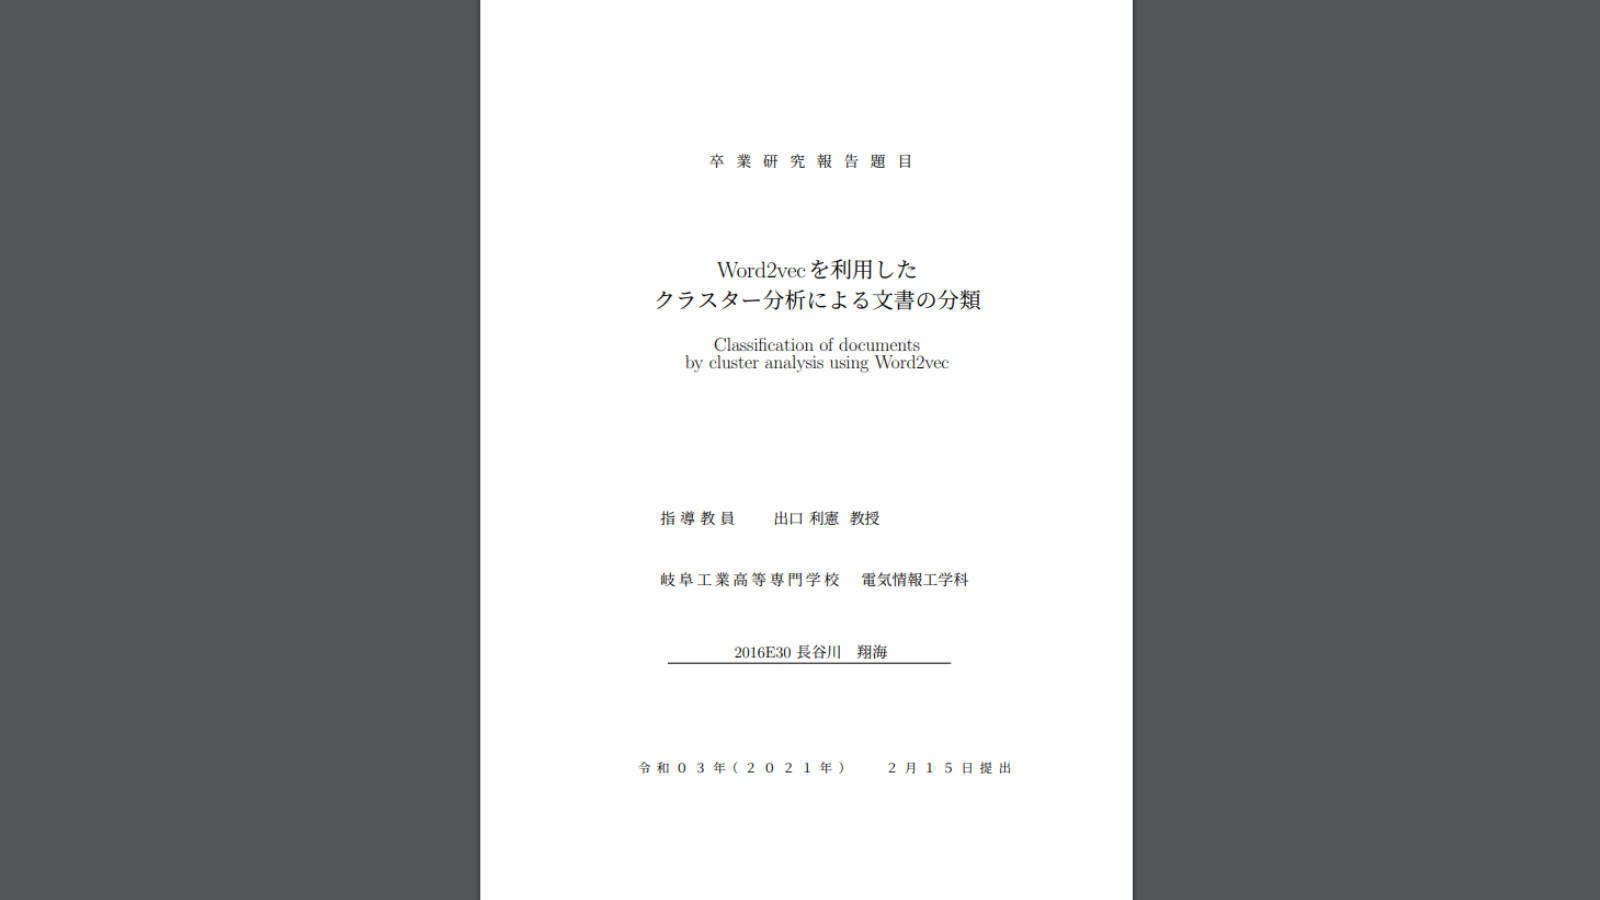 卒業研究報告題目
Word2vecを利用した
クラスター分析による文書の分類
Classification of documents
by cluster analysis using Word2vec
指導教員 出口 利憲 教授
岐阜工業高等専門学校 電気情報工学科
2016E30 長谷川 翔海
令和03年(2021年) 2月15日提出